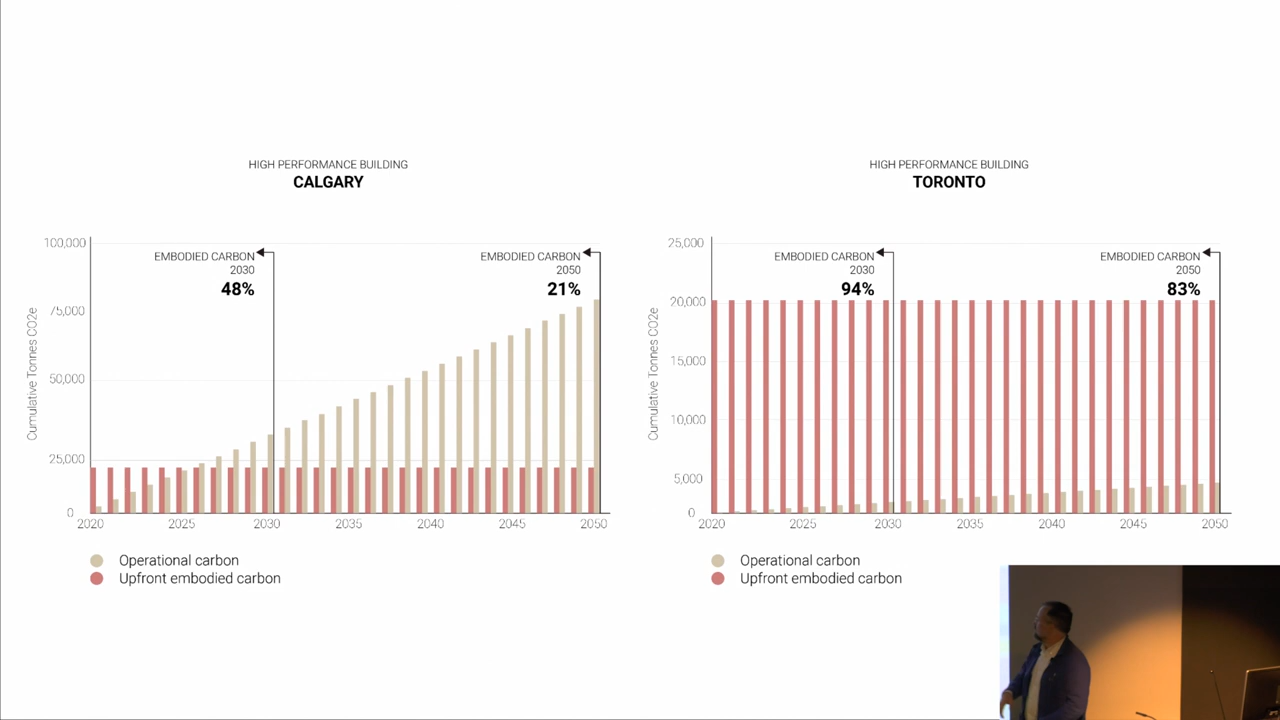 HIGH PERFORMANCE BUILDING
CALGARY
100,000
75,000
50,000
25,000
0
Cumulative Tonnes CO2e
EMBODIED CARBON
2030
48%
EMBODIED CARBON
2050
21%
2020 2025 2030 2035 2040 2045 2050
Operational carbon
Upfront embodied carbon
HIGH PERFORMANCE BUILDING
TORONTO
25,000
20,000
15,000
10,000
5,000
0
Cumulative Tonnes CO2e
EMBODIED CARBON
2030
94%
EMBODIED CARBON
2050
83%
2020 2025 2030 2035 2040 2045 2050
Operational carbon
Upfront embodied carbon